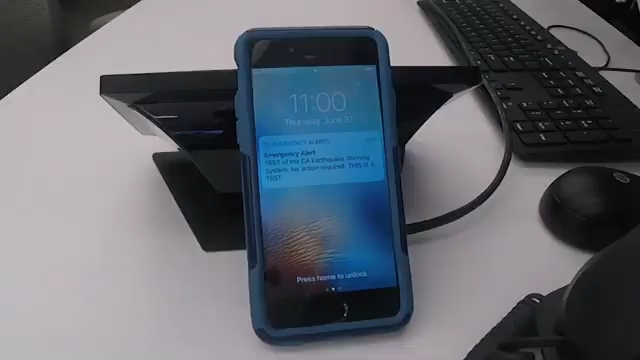 11:00
Thursday, June 27
EMERGENCY ALERTS
Emergency Alert
TEST of the CA Earthquake Warning
System. No action required. THIS IS A
TEST
Press home to unlock